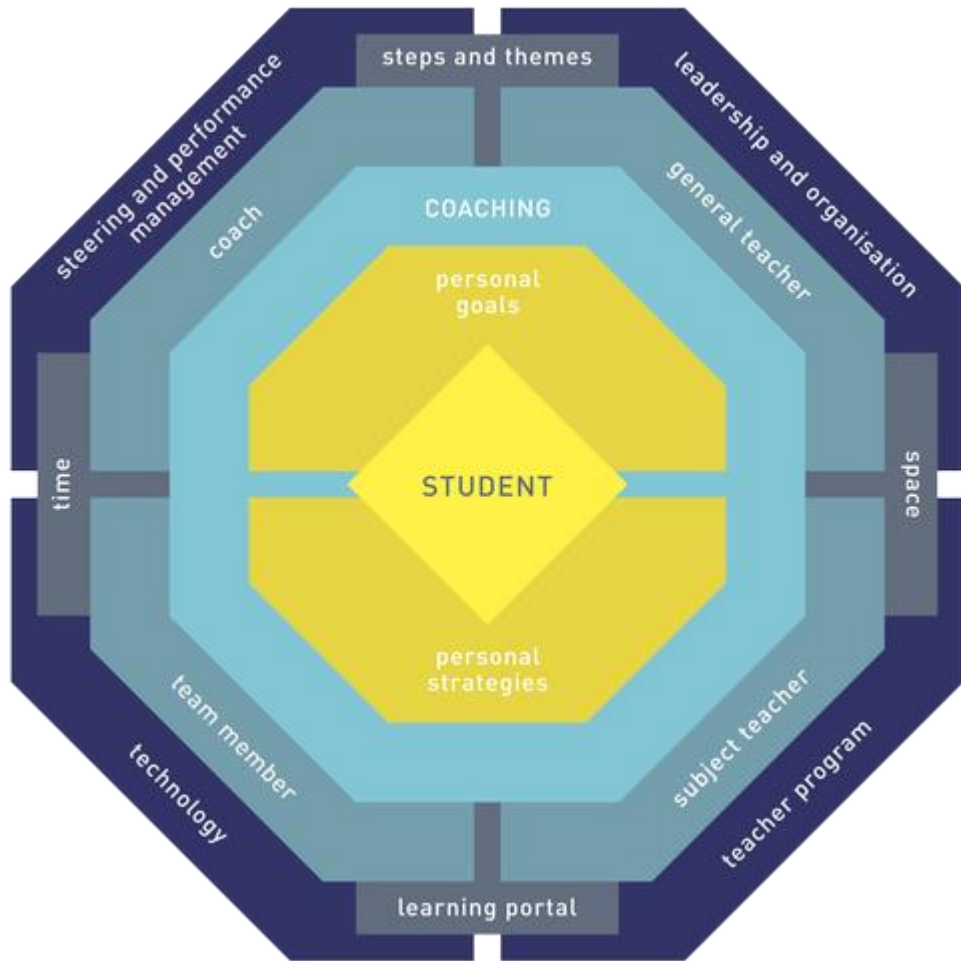 steps and themes
steering and performance
management
leadership and organisation
coach
general teacher
COACHING
personal
goals
time
STUDENT
space
personal
strategies
team member
subject teacher
technology
teacher program
learning portal